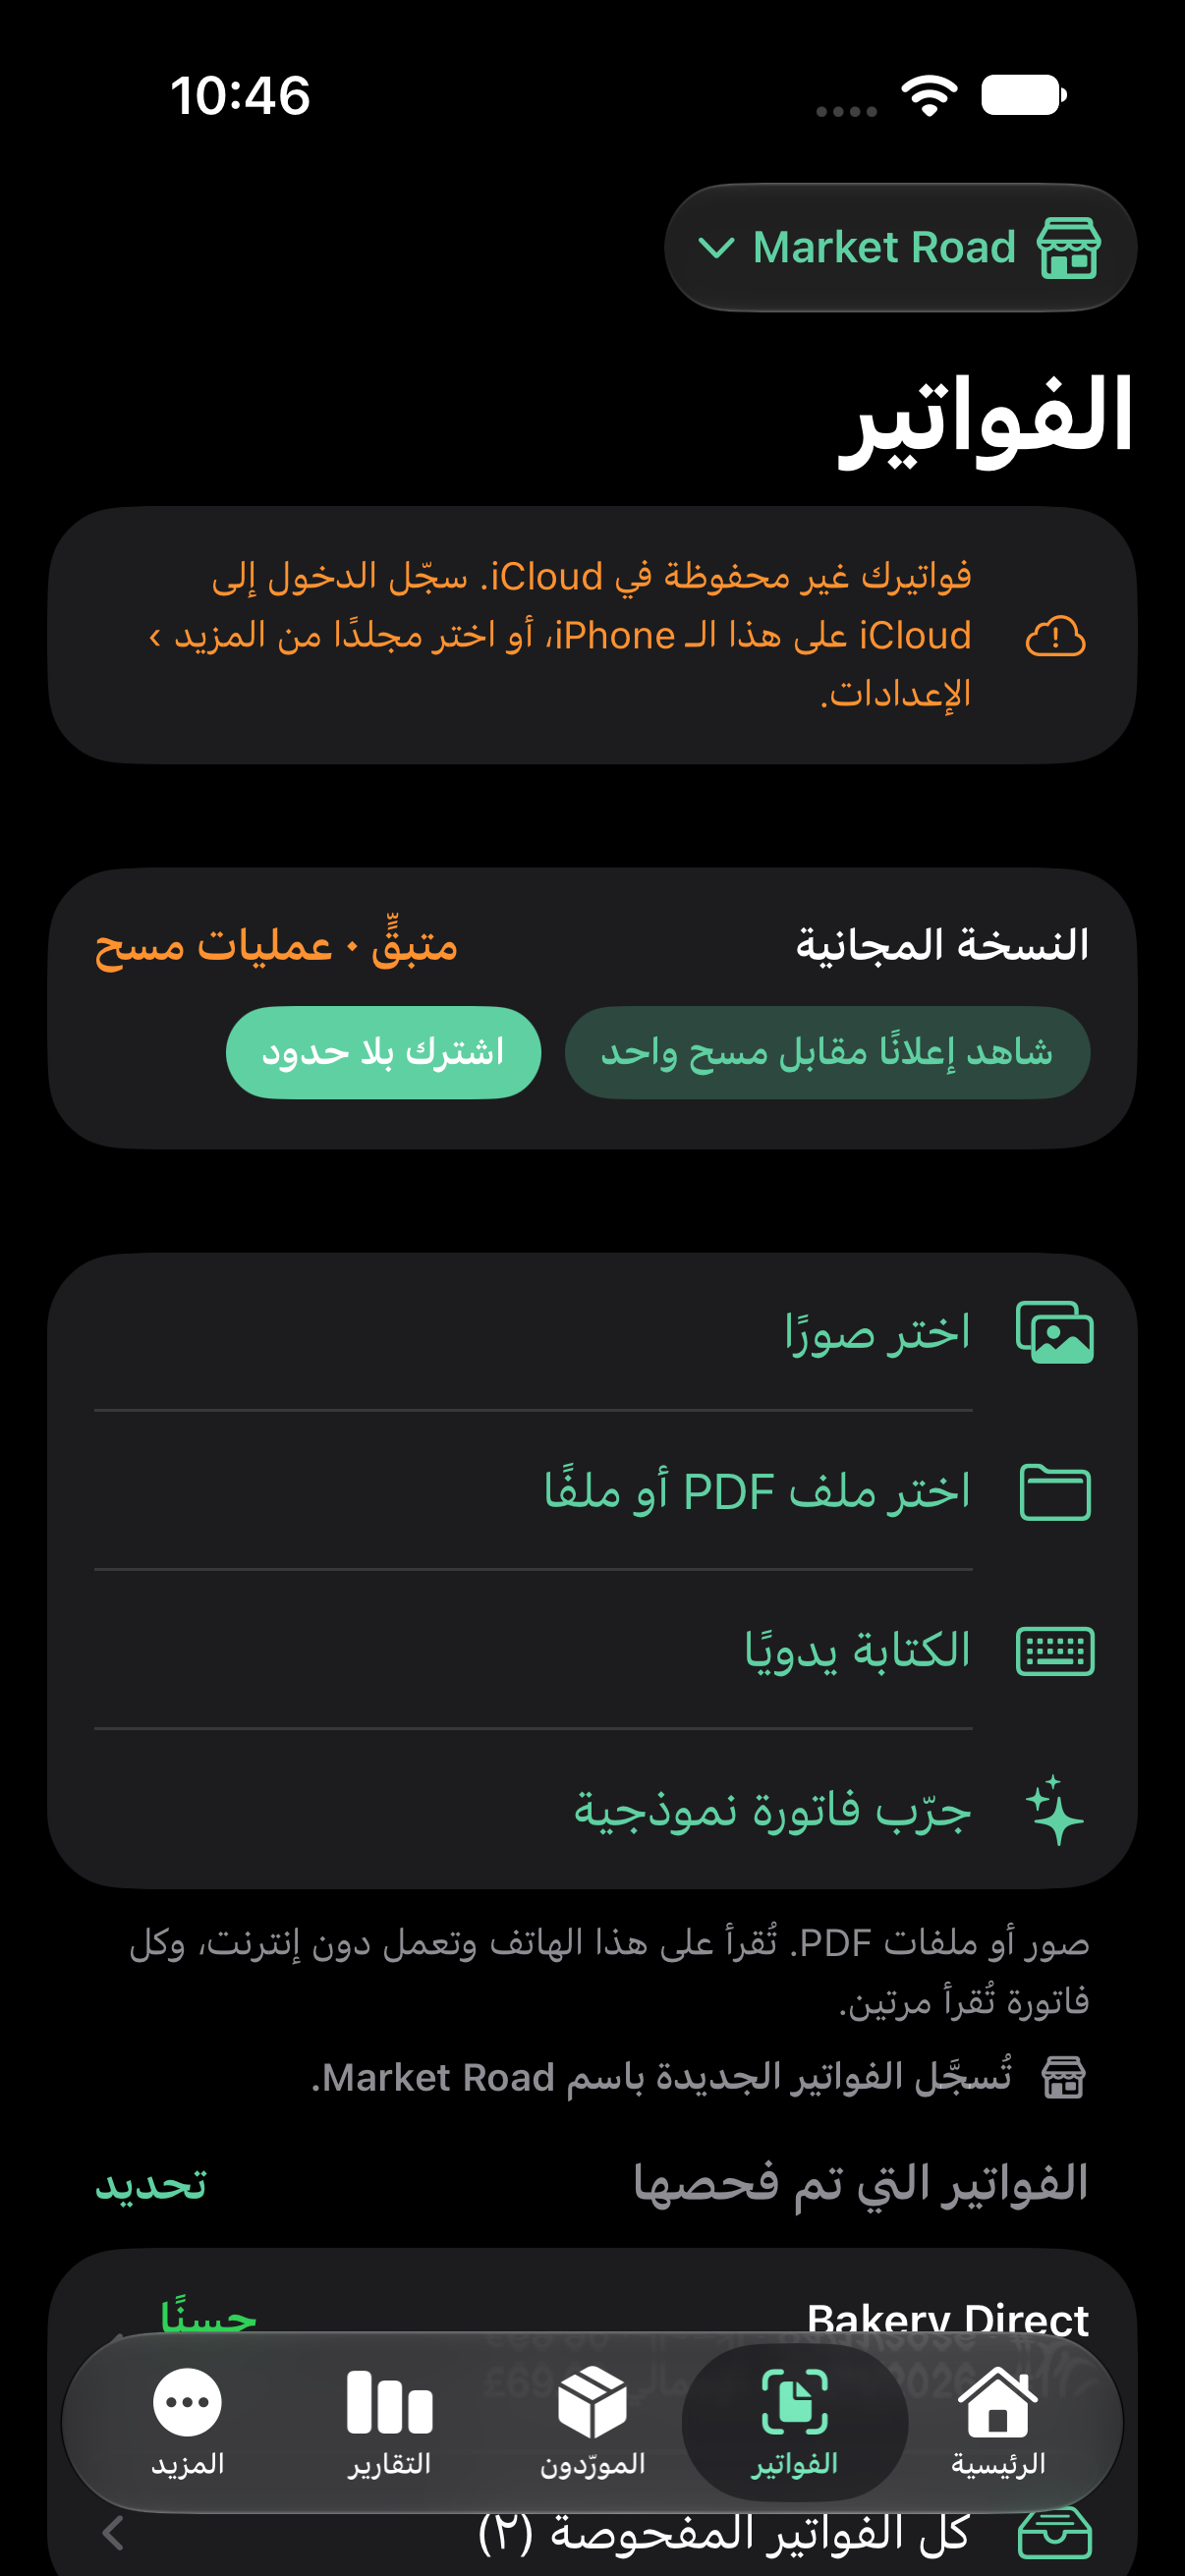 10:46
Market Road
الفواتير
فواتيرك غير محفوظة في iCloud. سجّل الدخول إلى
iCloud على هذا الـ iPhone، أو اختر مجلدًا من المزيد ›
الإعدادات.
النسخة المجانية
متبقٍّ ٠ عمليات مسح
شاهد إعلانًا مقابل مسح واحد
اشترك بلا حدود
اختر صورًا
اختر ملف PDF أو ملفًا
الكتابة يدويًا
جرّب فاتورة نموذجية
صور أو ملفات PDF. تُقرأ على هذا الهاتف وتعمل دون إنترنت، وكل
فاتورة تُقرأ مرتين.
تُسجَّل الفواتير الجديدة باسم Market Road.
الفواتير التي تم فحصها
تحديد
Bakery Direct
حسنًا
الرئيسية
الفواتير
المورّدون
التقارير
المزيد
كل الفواتير المفحوصة (٢)